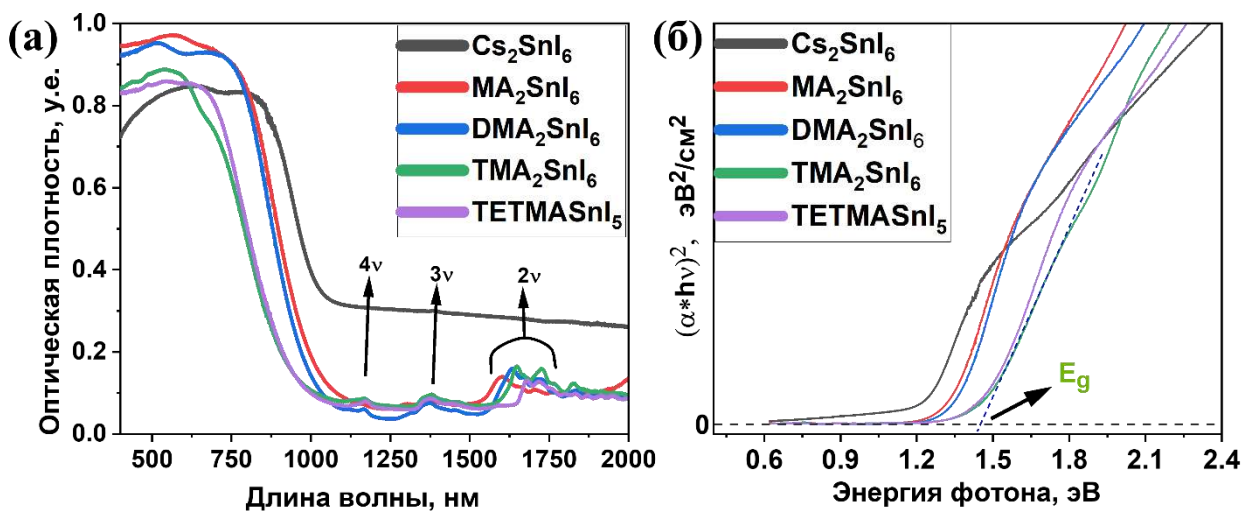 (а)
1.0
0.8
0.6
0.4
0.2
0.0
Оптическая плотность, у.е.
Cs₂SnI₆
MA₂SnI₆
DMA₂SnI₆
TMA₂SnI₆
TETMASnI₅
4ν
3ν
2ν
500 750 1000 1250 1500 1750 2000
Длина волны, нм
(б)
(α*hν)², эВ²/см²
Cs₂SnI₆
MA₂SnI₆
DMA₂SnI₆
TMA₂SnI₆
TETMASnI₅
E_g
0
0.6 0.9 1.2 1.5 1.8 2.1 2.4
Энергия фотона, эВ